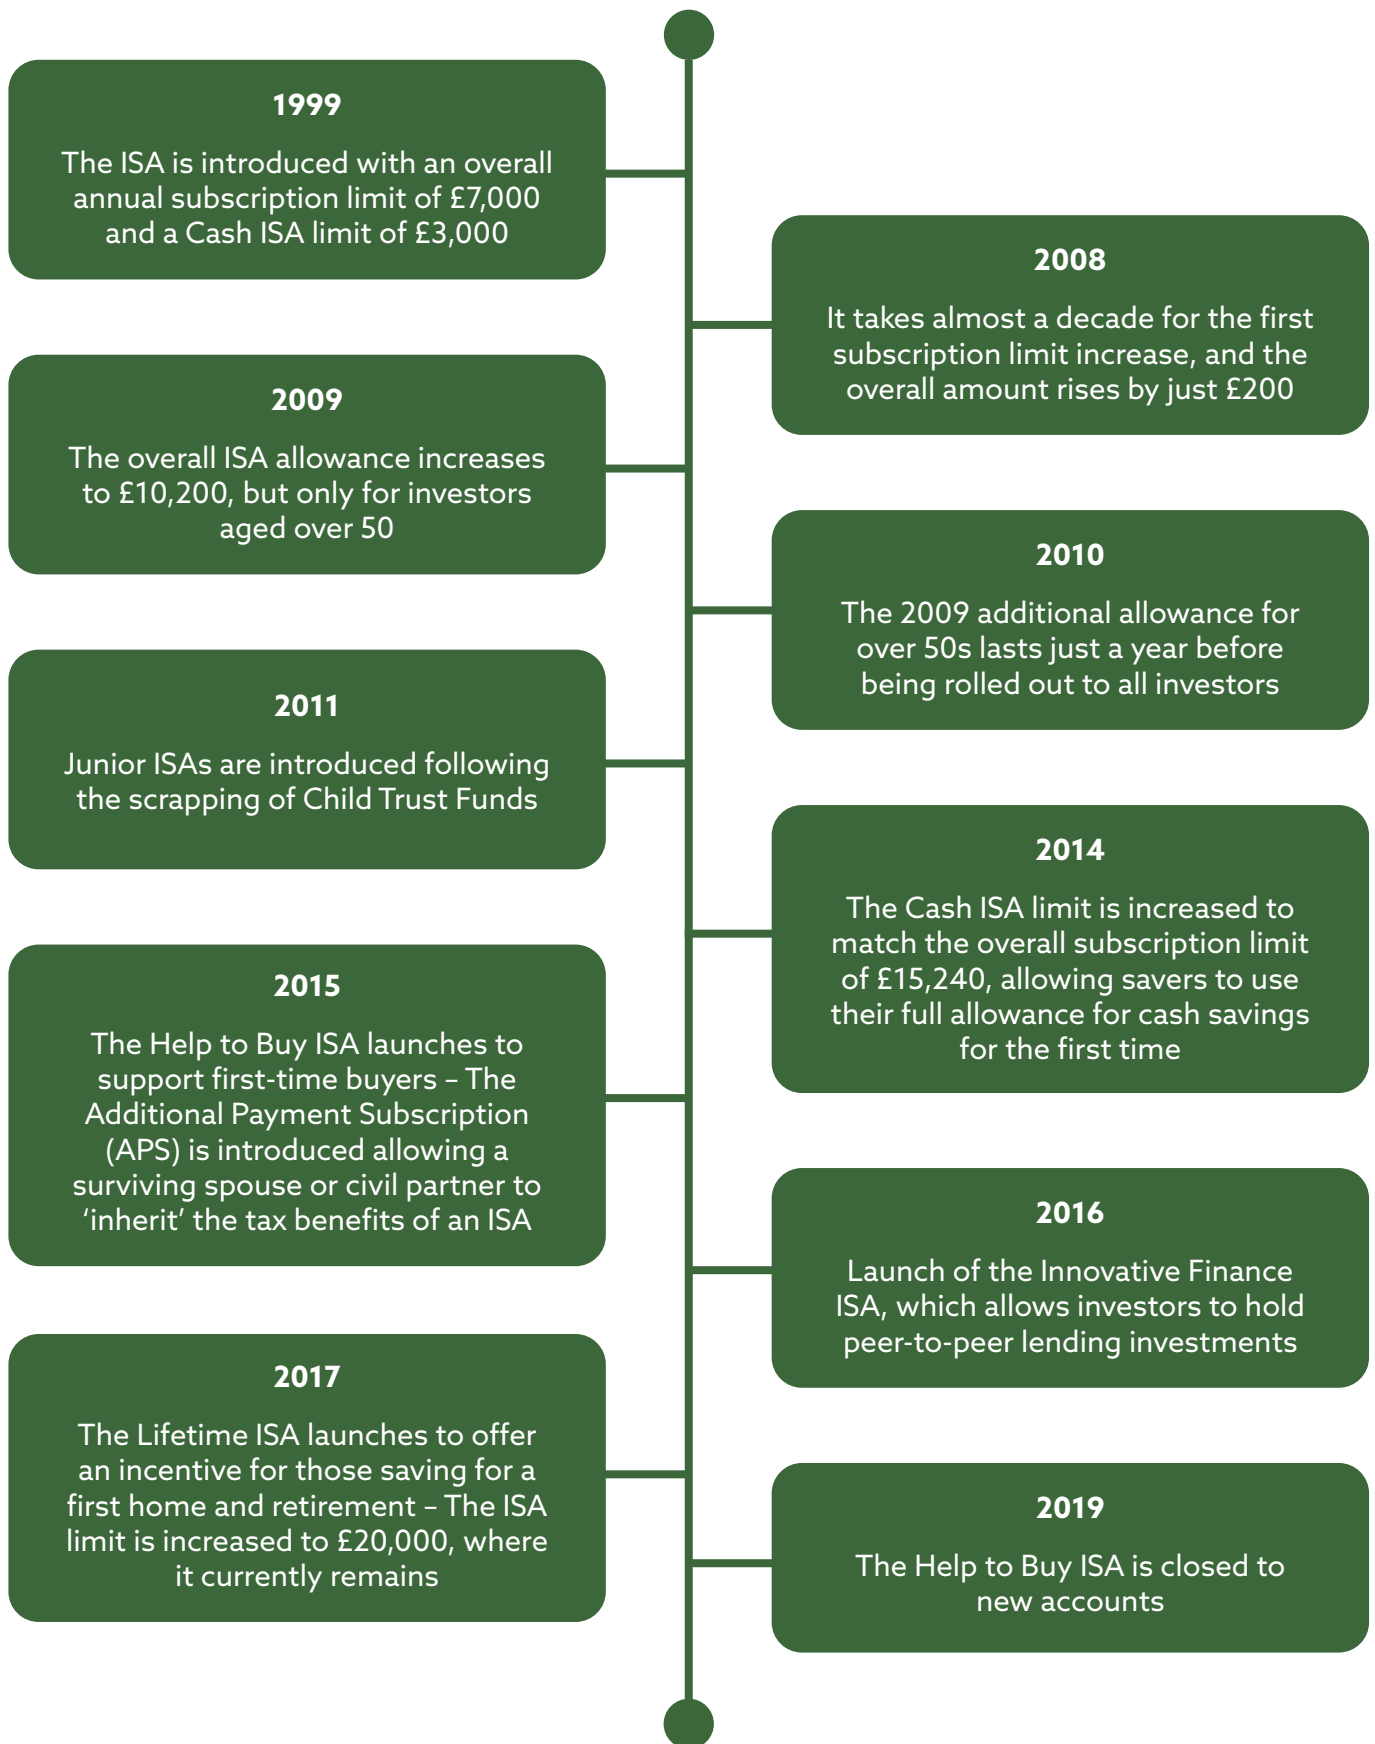 1999
The ISA is introduced with an overall
annual subscription limit of £7,000
and a Cash ISA limit of £3,000
2008
It takes almost a decade for the first
subscription limit increase, and the
overall amount rises by just £200
2009
The overall ISA allowance increases
to £10,200, but only for investors
aged over 50
2010
The 2009 additional allowance for
over 50s lasts just a year before
being rolled out to all investors
2011
Junior ISAs are introduced following
the scrapping of Child Trust Funds
2014
The Cash ISA limit is increased to
match the overall subscription limit
of £15,240, allowing savers to use
their full allowance for cash savings
for the first time
2015
The Help to Buy ISA launches to
support first-time buyers – The
Additional Payment Subscription
(APS) is introduced allowing a
surviving spouse or civil partner to
‘inherit’ the tax benefits of an ISA
2016
Launch of the Innovative Finance
ISA, which allows investors to hold
peer-to-peer lending investments
2017
The Lifetime ISA launches to offer
an incentive for those saving for a
first home and retirement – The ISA
limit is increased to £20,000, where
it currently remains
2019
The Help to Buy ISA is closed to
new accounts